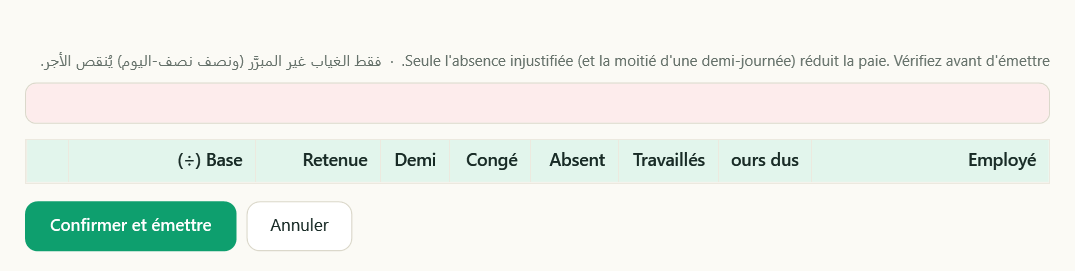 Seule l'absence injustifiée (et la moitié d'une demi-journée) réduit la paie. Vérifiez avant d'émettre. · فقط الغياب غير المبرَّر (ونصف نصف-اليوم) يُنقص الأجر.
Employé ours dus Travaillés Absent Congé Demi Retenue Base (÷)
Confirmer et émettre Annuler